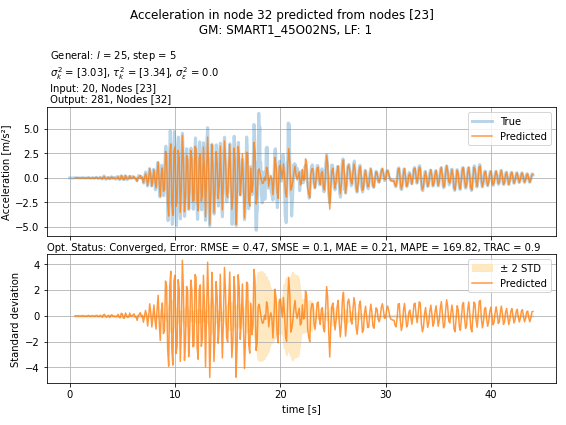 Acceleration in node 32 predicted from nodes [23]
GM: SMART1_45O02NS, LF: 1
General: l = 25, step = 5
σ²ₖ = [3.03], τ²ₖ = [3.34], σ²ε = 0.0
Input: 20, Nodes [23]
Output: 281, Nodes [32]
Acceleration [m/s²]
5.0
2.5
0.0
−2.5
−5.0
True
Predicted
Opt. Status: Converged, Error: RMSE = 0.47, SMSE = 0.1, MAE = 0.21, MAPE = 169.82, TRAC = 0.9
Standard deviation
4
2
0
−2
−4
± 2 STD
Predicted
0 10 20 30 40
time [s]